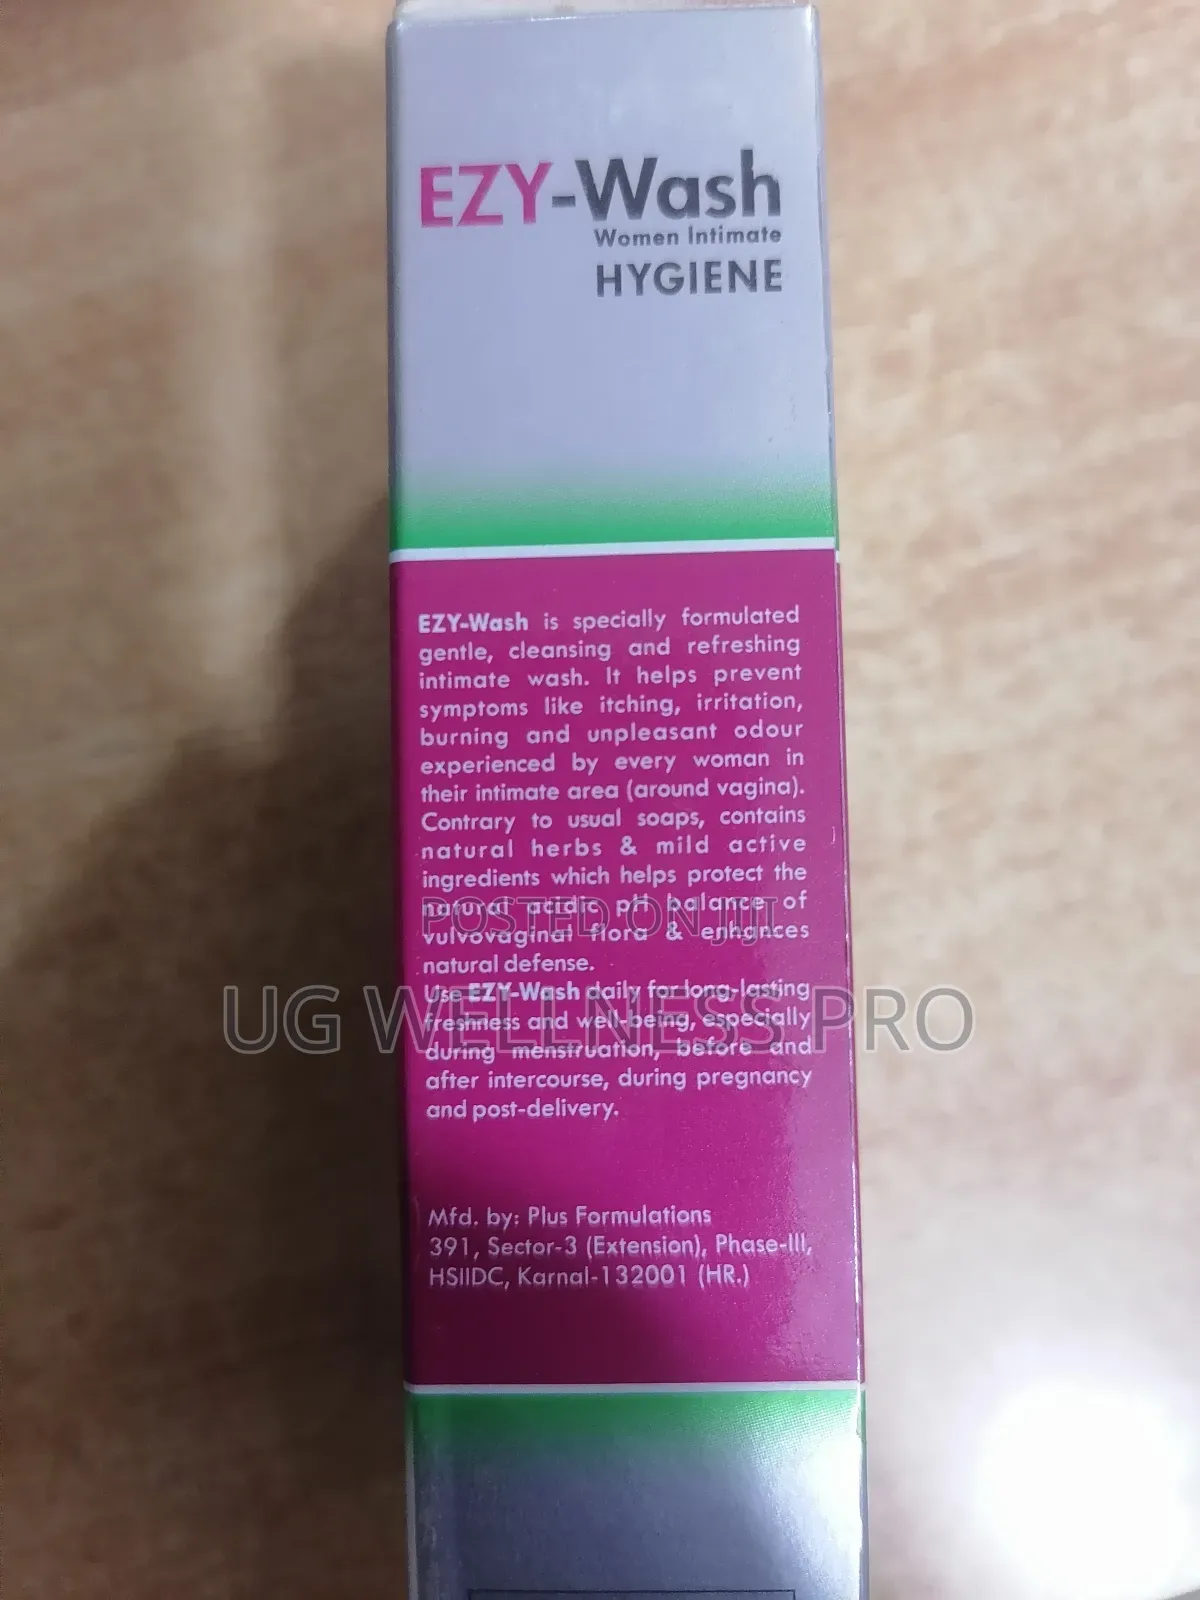 EZY-Wash
Women Intimate
HYGIENE
EZY-Wash is specially formulated
gentle, cleansing and refreshing
intimate wash. It helps prevent
symptoms like itching, irritation,
burning and unpleasant odour
experienced by every woman in
their intimate area (around vagina).
Contrary to usual soaps, contains
natural herbs & mild active
ingredients which helps protect the
natural acidic pH balance of
POSTED ON JIJI
vulvovaginal flora & enhances
natural defense.
Use EZY-Wash daily for long-lasting
UG WELLNESS PRO
freshness and well-being, especially
during menstruation, before and
after intercourse, during pregnancy
and post-delivery.
Mfd. by: Plus Formulations
391, Sector-3 (Extension), Phase-III,
HSIIDC, Karnal-132001 (HR.)